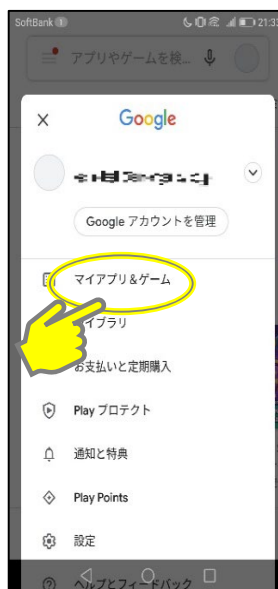 SoftBank 21:33
アプリやゲームを検...
Google
Google アカウントを管理
マイアプリ&ゲーム
イブラリ
お支払いと定期購入
Play プロテクト
通知と特典
Play Points
設定
ヘルプとフィードバック